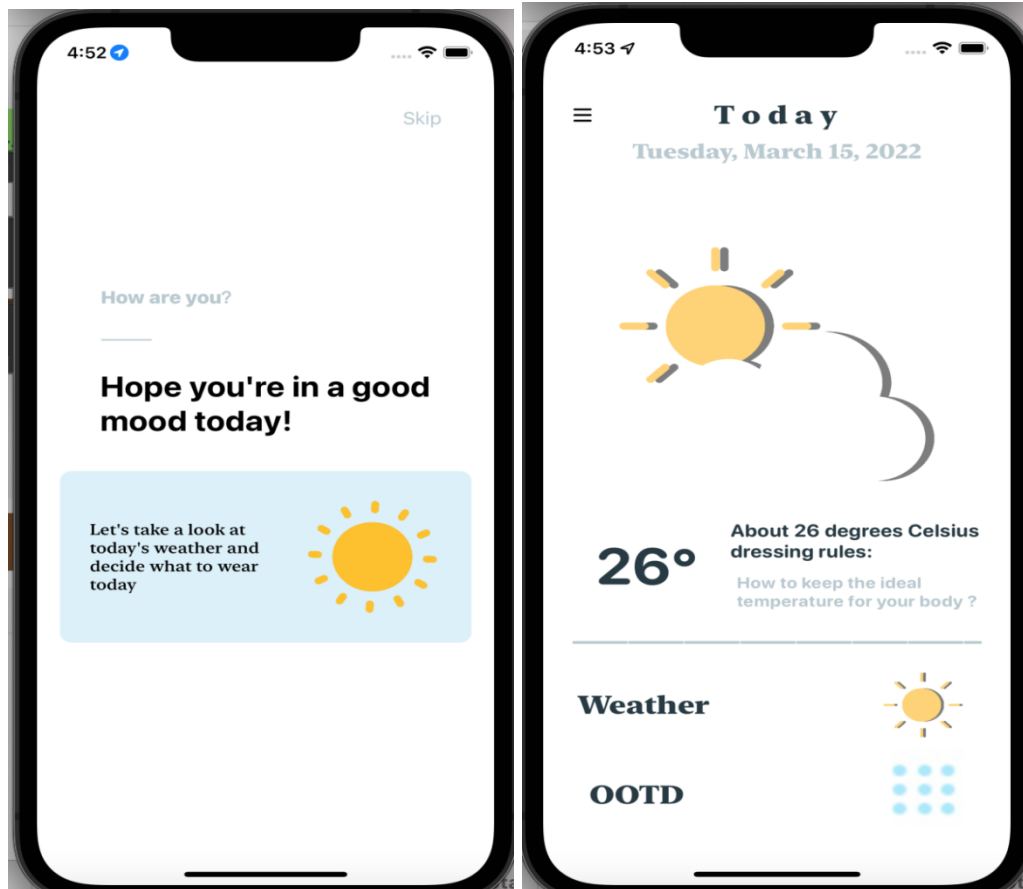 4:52
Skip
How are you?
Hope you're in a good
mood today!
Let's take a look at
today's weather and
decide what to wear
today
4:53
Today
Tuesday, March 15, 2022
26°
About 26 degrees Celsius
dressing rules:
How to keep the ideal
temperature for your body ?
Weather
OOTD